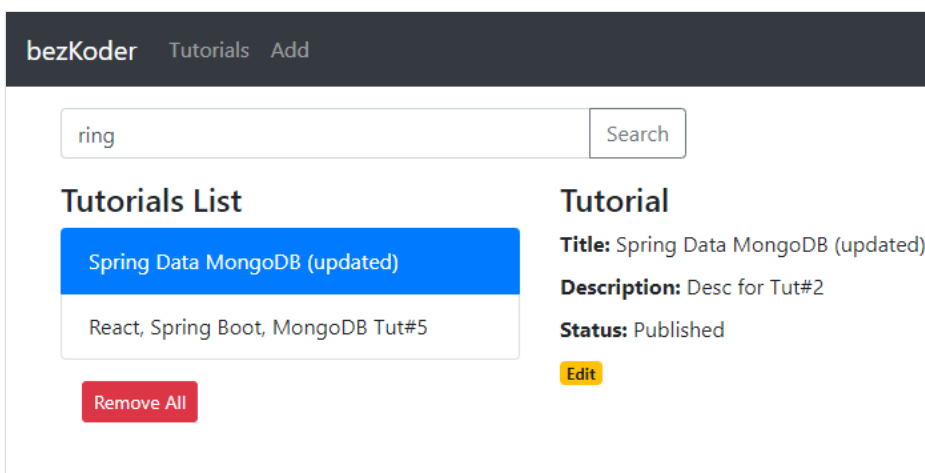 bezKoder Tutorials Add
ring Search
Tutorials List
Spring Data MongoDB (updated)
React, Spring Boot, MongoDB Tut#5
Remove All
Tutorial
Title: Spring Data MongoDB (updated)
Description: Desc for Tut#2
Status: Published
Edit